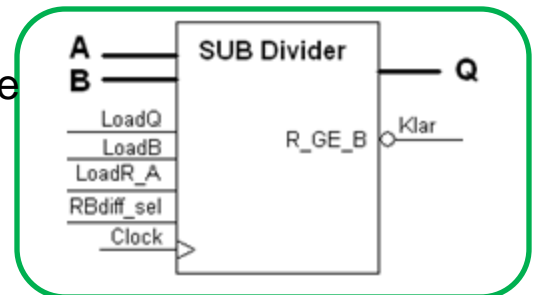 A
SUB Divider
B
Q
e
LoadQ
R_GE_B
Klar
LoadB
LoadR_A
RBdiff_sel
Clock